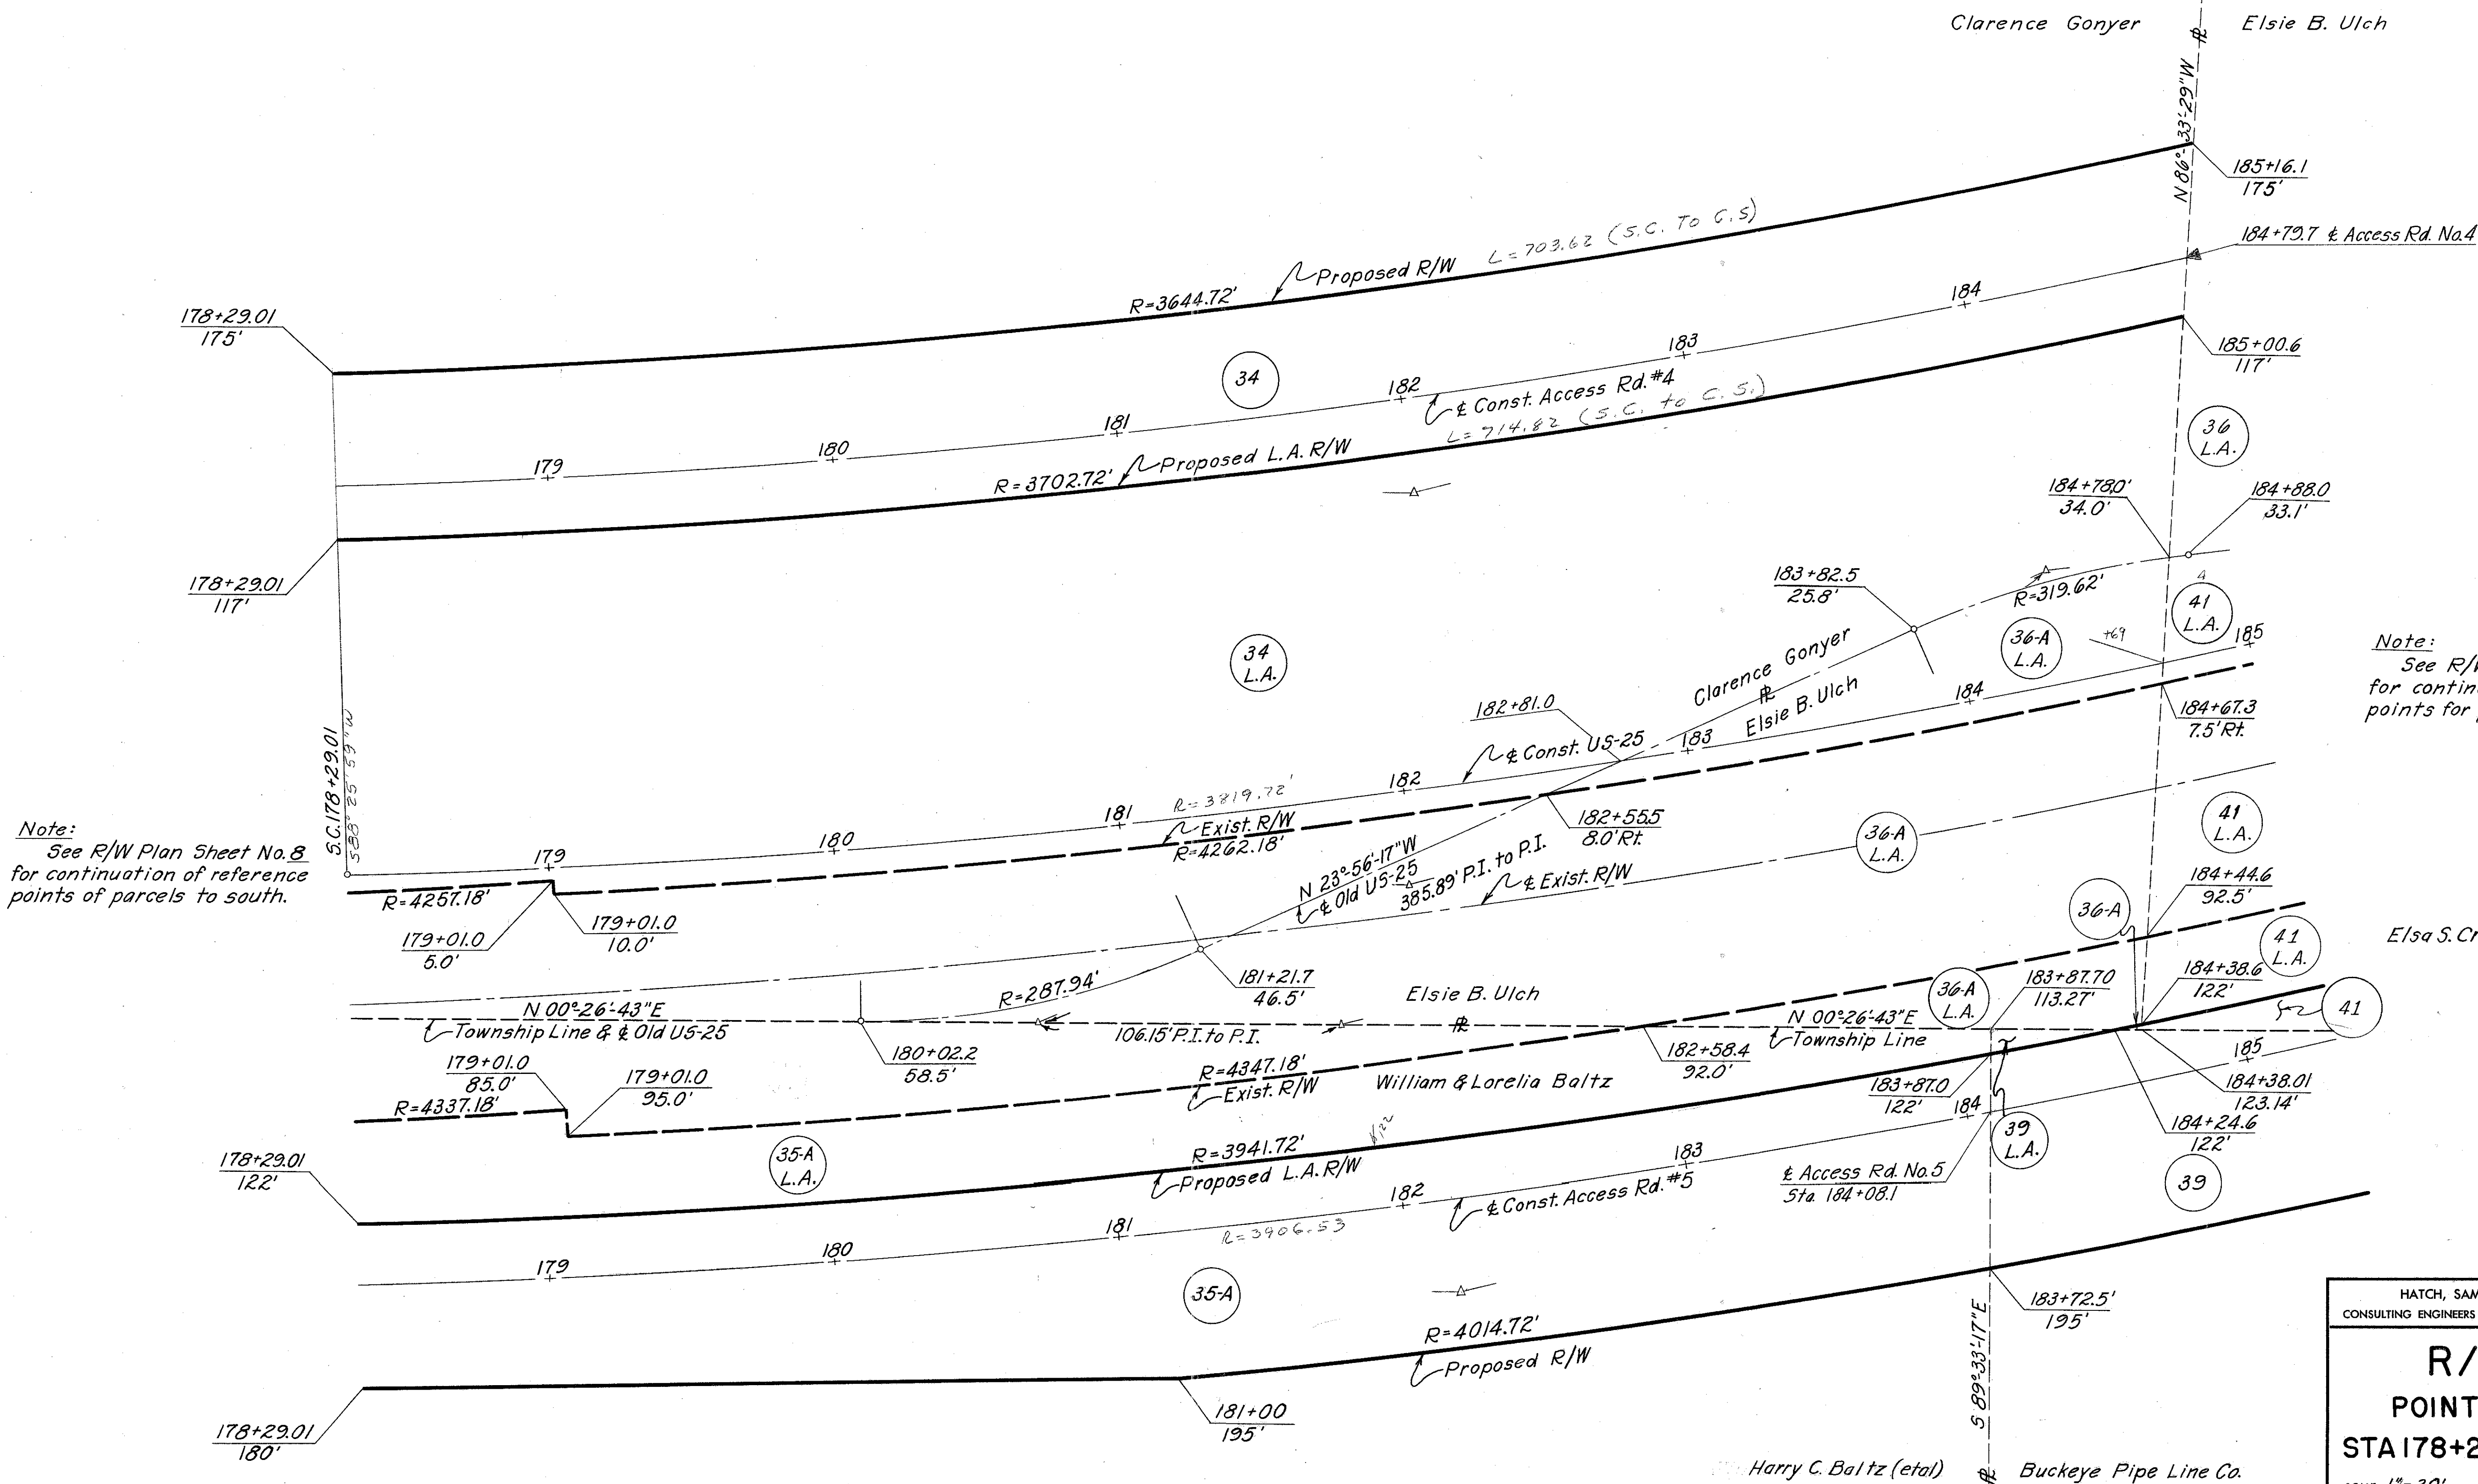 Clarence Gonyer
Elsie B. Ulch
N 86°-33'-29"W
185+16.1
175'
184+79.7 ₵ Access Rd. No.4
L=703.62 (S.C. To C.S)
Proposed R/W
R=3644.72'
178+29.01
175'
184
183
182
181
180
179
34
₵ Const. Access Rd. #4
185+00.6
117'
L=714.82 (S.C. to C.S.)
Proposed L.A. R/W
R=3702.72'
36
L.A.
178+29.01
117'
184+78.0'
34.0'
184+88.0
33.1'
183+82.5
25.8'
R=319.62'
4
41
L.A.
36-A
L.A.
+69
185
34
L.A.
Clarence Gonyer
₧
Elsie B. Ulch
184
Note:
See R/W
for contin
points for
182+81.0
184+67.3
7.5' Rt.
₵ Const. US-25
183
182
181
180
179
S.C. 178+29.01
S88° 25' 59" W
R=3819.72'
Exist. R/W
R=4262.18'
182+55.5
8.0' Rt.
36-A
L.A.
41
L.A.
Note:
See R/W Plan Sheet No. 8
for continuation of reference
points of parcels to south.
N 23°-56'-17"W
₵ Old US-25
385.89' P.I. to P.I.
₵ Exist. R/W
R=4257.18'
179+01.0
5.0'
179+01.0
10.0'
184+44.6
92.5'
36-A
41
L.A.
Elsa S. Cr
R=287.94'
181+21.7
46.5'
Elsie B. Ulch
₧
36-A
L.A.
183+87.70
113.27'
184+38.6
122'
41
N 00°-26'-43"E
Township Line & ₵ Old US-25
106.15' P.I. to P.I.
N 00°-26'-43"E
Township Line
180+02.2
58.5'
182+58.4
92.0'
185
179+01.0
85.0'
179+01.0
95.0'
R=4347.18'
Exist. R/W
William & Lorelia Baltz
183+87.0
122'
184+38.01
123.14'
R=4337.18'
184+24.6
122'
184
183
182
181
180
179
35-A
L.A.
R=3941.72'
Proposed L.A. R/W
39
L.A.
178+29.01
122'
₵ Const. Access Rd. #5
₵ Access Rd. No.5
Sta. 184+08.1
39
R=3906.53
35-A
S 89°-33'-17"E
183+72.5'
195'
R=4014.72'
Proposed R/W
181+00
195'
178+29.01
180'
HATCH, SAM
CONSULTING ENGINEERS
R/
POINT
STA 178+2
1"=30'
Harry C. Baltz (etal)
₧
Buckeye Pipe Line Co.